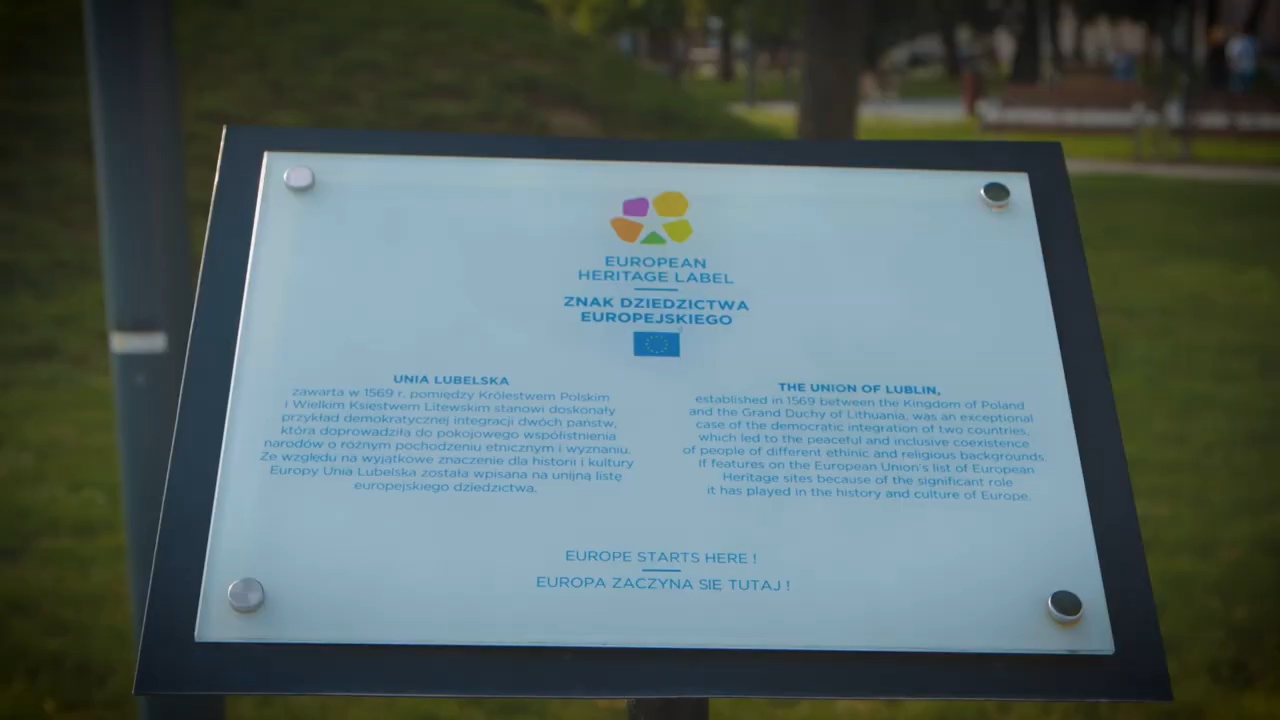 EUROPEAN
HERITAGE LABEL
ZNAK DZIEDZICTWA
EUROPEJSKIEGO
UNIA LUBELSKA
zawarta w 1569 r. pomiędzy Królestwem Polskim
i Wielkim Księstwem Litewskim stanowi doskonały
przykład demokratycznej integracji dwóch państw,
która doprowadziła do pokojowego współistnienia
narodów o różnym pochodzeniu etnicznym i wyznaniu.
Ze względu na wyjątkowe znaczenie dla historii i kultury
Europy Unia Lubelska została wpisana na unijną listę
europejskiego dziedzictwa.
THE UNION OF LUBLIN,
established in 1569 between the Kingdom of Poland
and the Grand Duchy of Lithuania, was an exceptional
case of the democratic integration of two countries,
which led to the peaceful and inclusive coexistence
of people of different ethinic and religious backgrounds.
If features on the European Union's list of European
Heritage sites because of the significant role
it has played in the history and culture of Europe.
EUROPE STARTS HERE !
EUROPA ZACZYNA SIĘ TUTAJ !